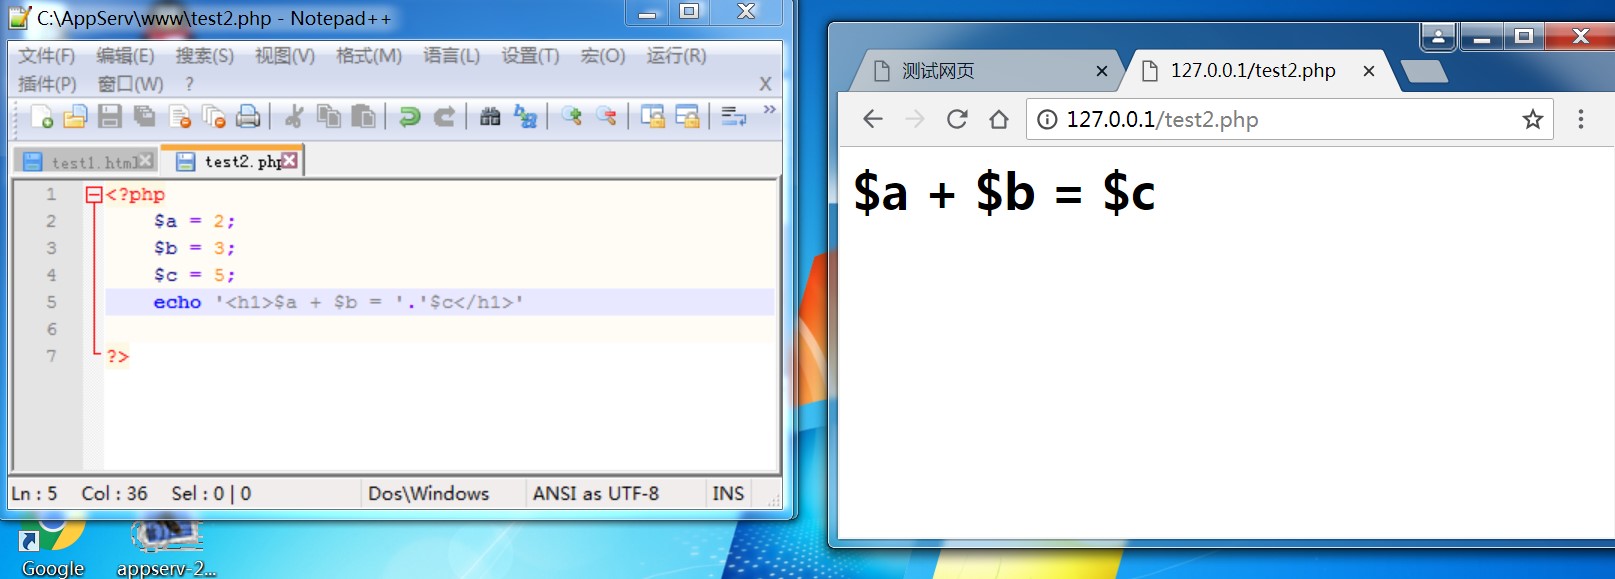 C:\AppServ\www\test2.php - Notepad++
文件(F) 编辑(E) 搜索(S) 视图(V) 格式(M) 语言(L) 设置(T) 宏(O) 运行(R)
插件(P) 窗口(W) ? X
test1.html test2.php
1 <?php
2 $a = 2;
3 $b = 3;
4 $c = 5;
5 echo '<h1>$a + $b = '.'$c</h1>'
6
7 ?>
Ln : 5 Col : 36 Sel : 0 | 0 Dos\Windows ANSI as UTF-8 INS
Google appserv-2...
测试网页 127.0.0.1/test2.php
127.0.0.1/test2.php
$a + $b = $c